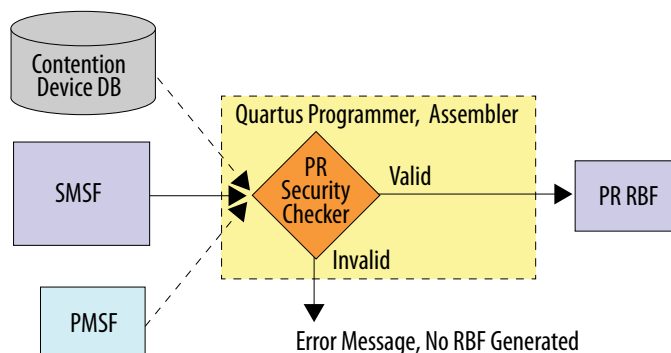 Contention
Device DB
Quartus Programmer, Assembler
SMSF
PR
Security
Checker
Valid
PR RBF
Invalid
PMSF
Error Message, No RBF Generated